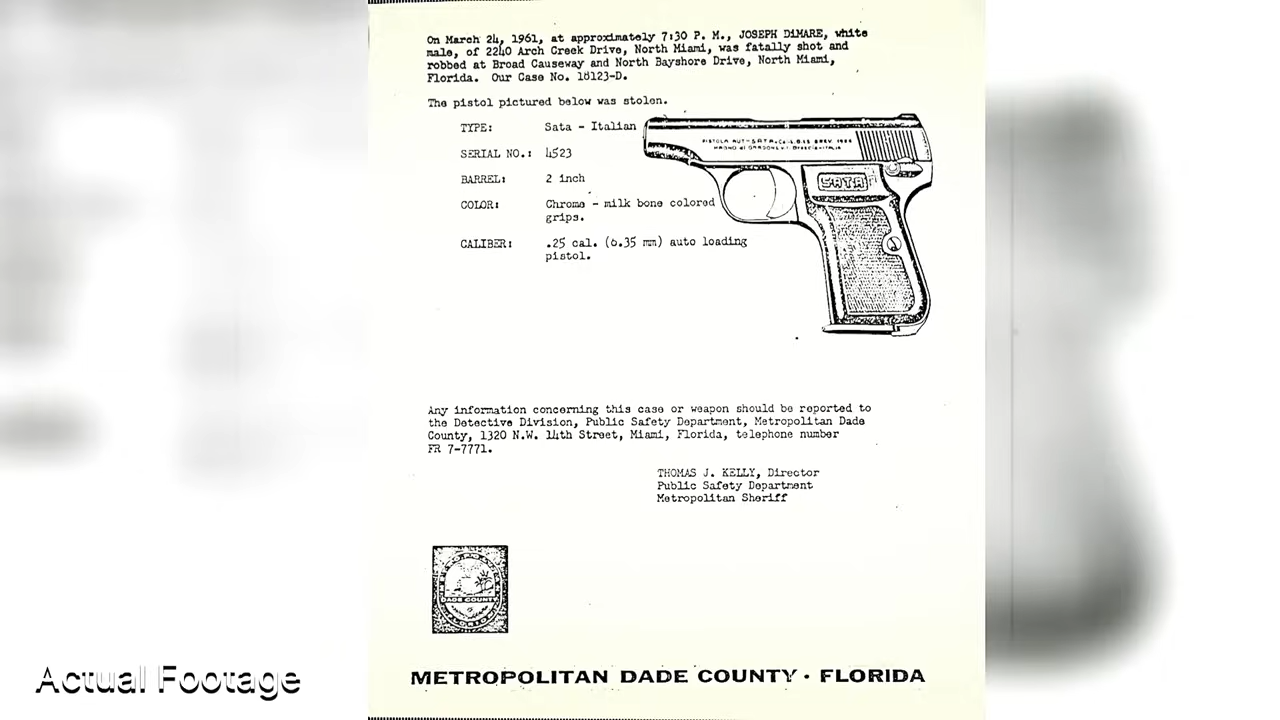 On March 24, 1961, at approximately 7:30 P. M., JOSEPH DiMARE, white
male, of 2240 Arch Creek Drive, North Miami, was fatally shot and
robbed at Broad Causeway and North Bayshore Drive, North Miami,
Florida. Our Case No. 18123-D.
The pistol pictured below was stolen.
TYPE: Sata - Italian
SERIAL NO.: 4523
BARREL: 2 inch
COLOR: Chrome - milk bone colored
grips.
CALIBER: .25 cal. (6.35 mm) auto loading
pistol.
SATA
Any information concerning this case or weapon should be reported to
the Detective Division, Public Safety Department, Metropolitan Dade
County, 1320 N.W. 14th Street, Miami, Florida, telephone number
FR 7-7771.
THOMAS J. KELLY, Director
Public Safety Department
Metropolitan Sheriff
DADE COUNTY
METROPOLITAN DADE COUNTY • FLORIDA
Actual Footage